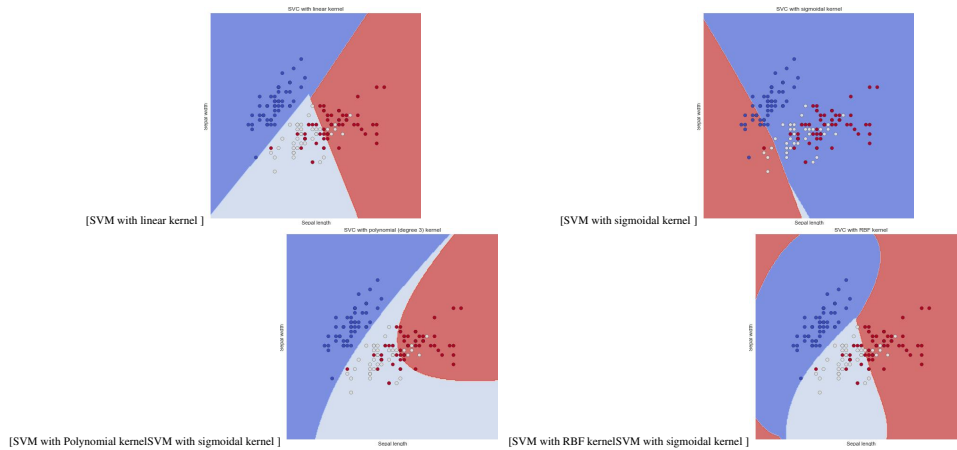 SVC with linear kernel
Sepal width
Sepal length
[SVM with linear kernel ]
SVC with sigmoidal kernel
Sepal width
Sepal length
[SVM with sigmoidal kernel ]
SVC with polynomial (degree 3) kernel
Sepal width
Sepal length
[SVM with Polynomial kernelSVM with sigmoidal kernel ]
SVC with RBF kernel
Sepal width
Sepal length
[SVM with RBF kernelSVM with sigmoidal kernel ]